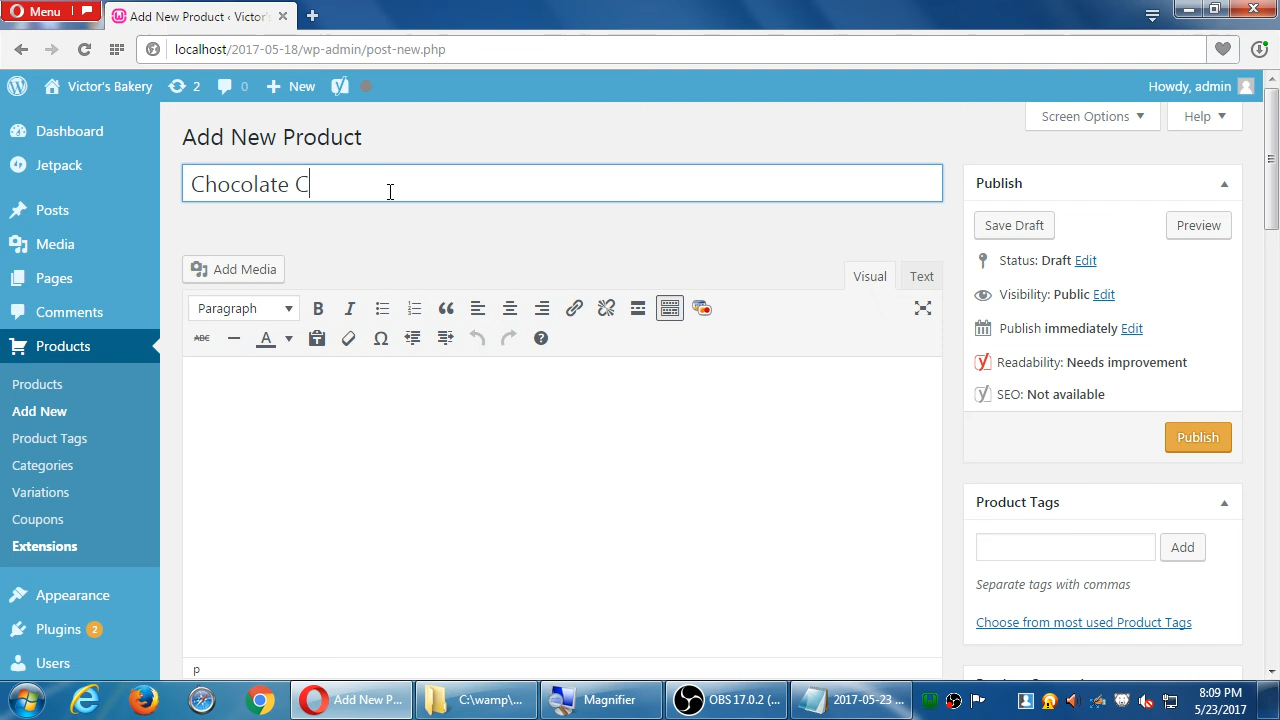 Menu
Add New Product ‹ Victor's
localhost/2017-05-18/wp-admin/post-new.php
Victor's Bakery
2
0
New
Howdy, admin
Dashboard
Jetpack
Posts
Media
Pages
Comments
Products
Products
Add New
Product Tags
Categories
Variations
Coupons
Extensions
Appearance
Plugins 2
Users
Screen Options
Help
Add New Product
Chocolate C
Add Media
Visual
Text
Paragraph
B
I
ABC
A
p
Publish
Save Draft
Preview
Status: Draft Edit
Visibility: Public Edit
Publish immediately Edit
Readability: Needs improvement
SEO: Not available
Publish
Product Tags
Add
Separate tags with commas
Choose from most used Product Tags
Add New P...
C:\wamp\...
Magnifier
OBS 17.0.2 (...
2017-05-23 ...
8:09 PM
5/23/2017